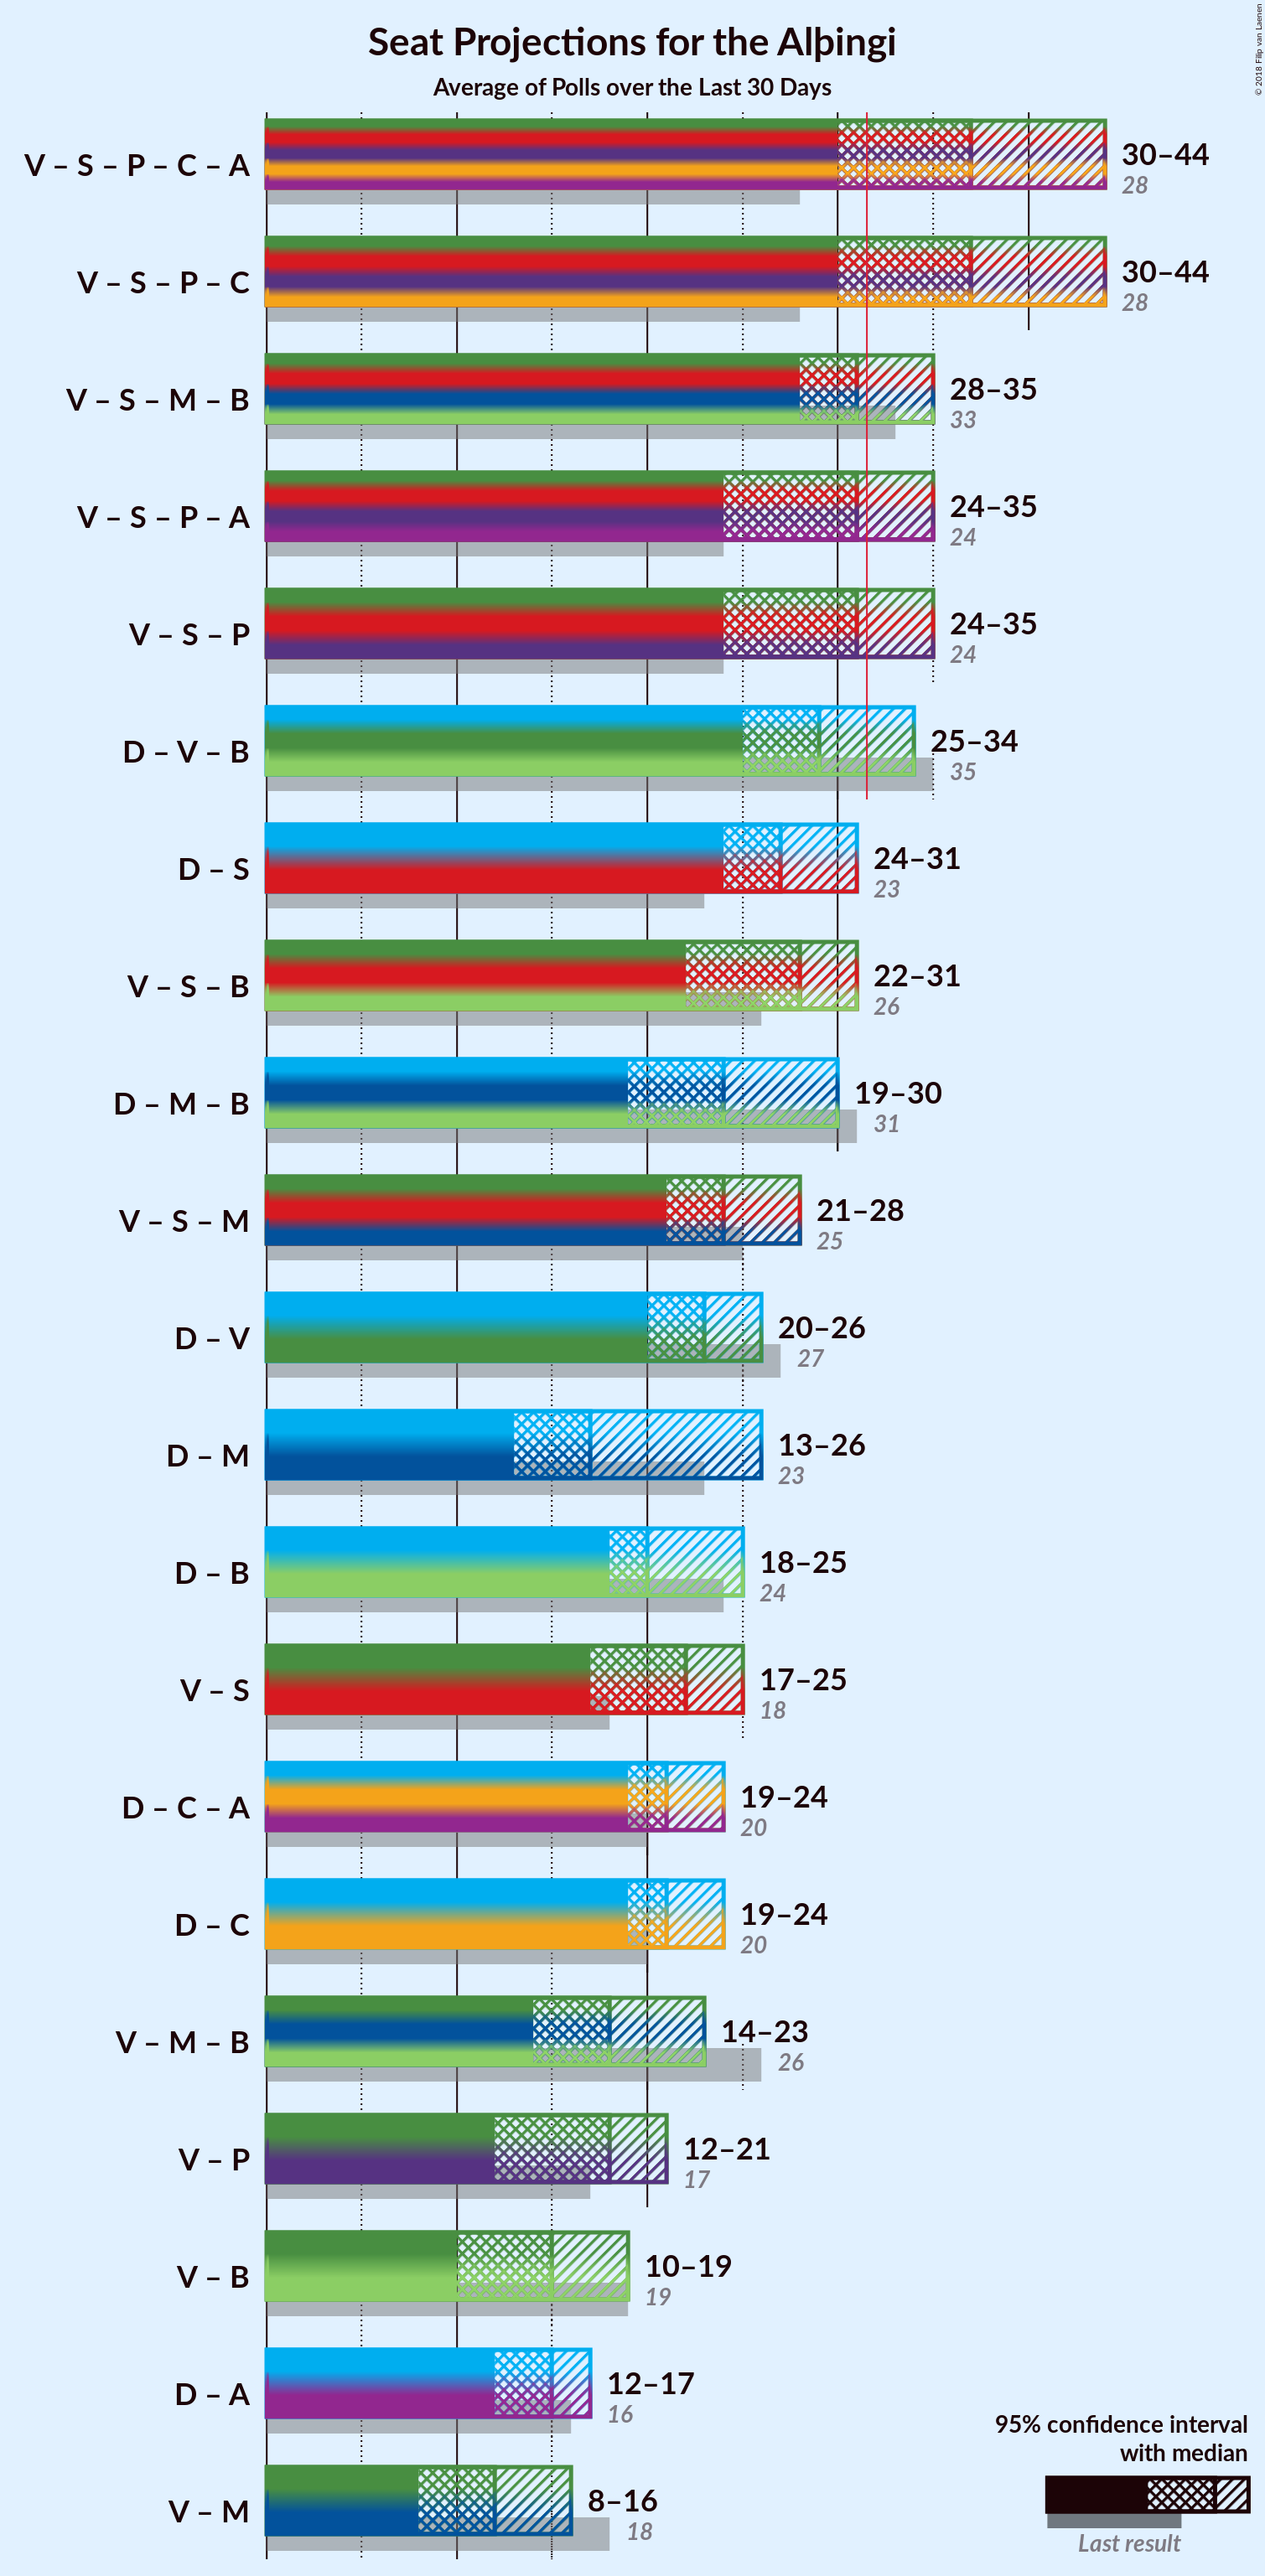 Seat Projections for the Alþingi
Average of Polls over the Last 30 Days
© 2018 Filip van Laenen
V – S – P – C – A
30–44
28
V – S – P – C
30–44
28
V – S – M – B
28–35
33
V – S – P – A
24–35
24
V – S – P
24–35
24
D – V – B
25–34
35
D – S
24–31
23
V – S – B
22–31
26
D – M – B
19–30
31
V – S – M
21–28
25
D – V
20–26
27
D – M
13–26
23
D – B
18–25
24
V – S
17–25
18
D – C – A
19–24
20
D – C
19–24
20
V – M – B
14–23
26
V – P
12–21
17
V – B
10–19
19
D – A
12–17
16
V – M
8–16
18
95% confidence interval
with median
Last result